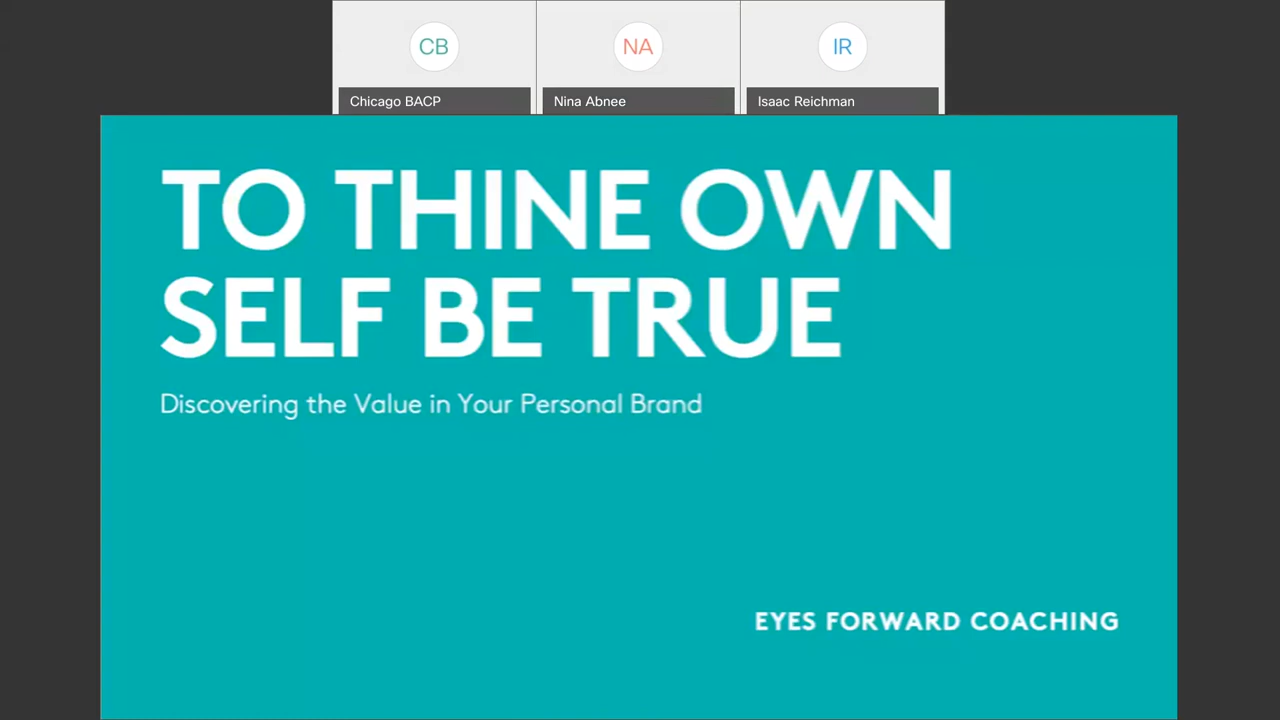 CB
NA
IR
Chicago BACP
Nina Abnee
Isaac Reichman
TO THINE OWN
SELF BE TRUE
Discovering the Value in Your Personal Brand
EYES FORWARD COACHING